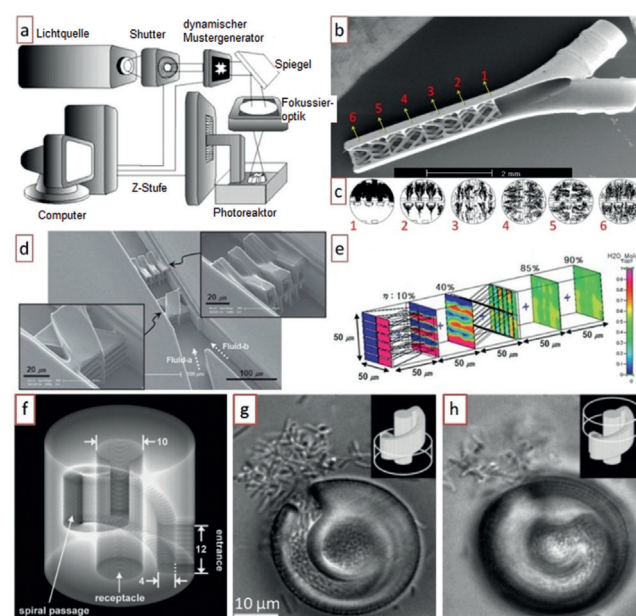 a
Lichtquelle
Shutter
dynamischer
Mustergenerator
Spiegel
Fokussier-
optik
Computer
Z-Stufe
Photoreaktor
b
1
2
3
4
5
6
2 mm
c
1
2
3
4
5
6
d
20 µm
20 µm
Fluid-a
Fluid-b
100 µm
e
η : 10%
40%
85%
90%
50 µm
50 µm
50 µm
50 µm
50 µm
50 µm
50 µm
f
10
12
4
entrance
receptacle
spiral passage
g
10 µm
h